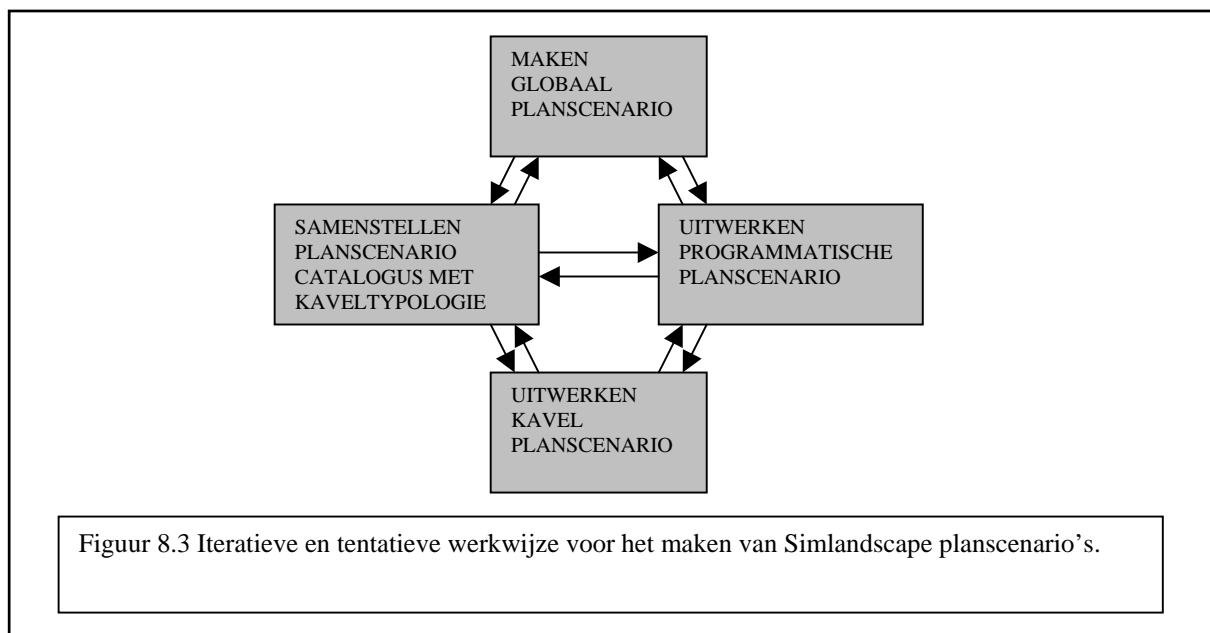 MAKEN
GLOBAAL
PLANSCENARIO
SAMENSTELLEN
PLANSCENARIO
CATALOGUS MET
KAVELTYPOLOGIE
UITWERKEN
PROGRAMMATISCHE
PLANSCENARIO
UITWERKEN
KAVEL
PLANSCENARIO
Figuur 8.3 Iteratieve en tentatieve werkwijze voor het maken van Simlandscape planscenario’s.